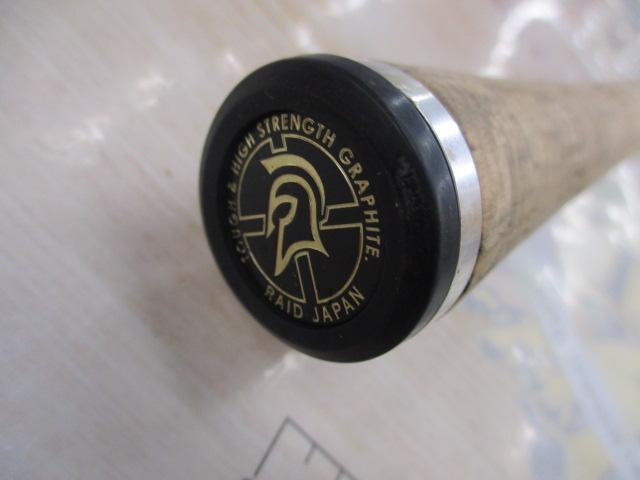 TOUGH & HIGH STRENGTH GRAPHITE.
RAID JAPAN